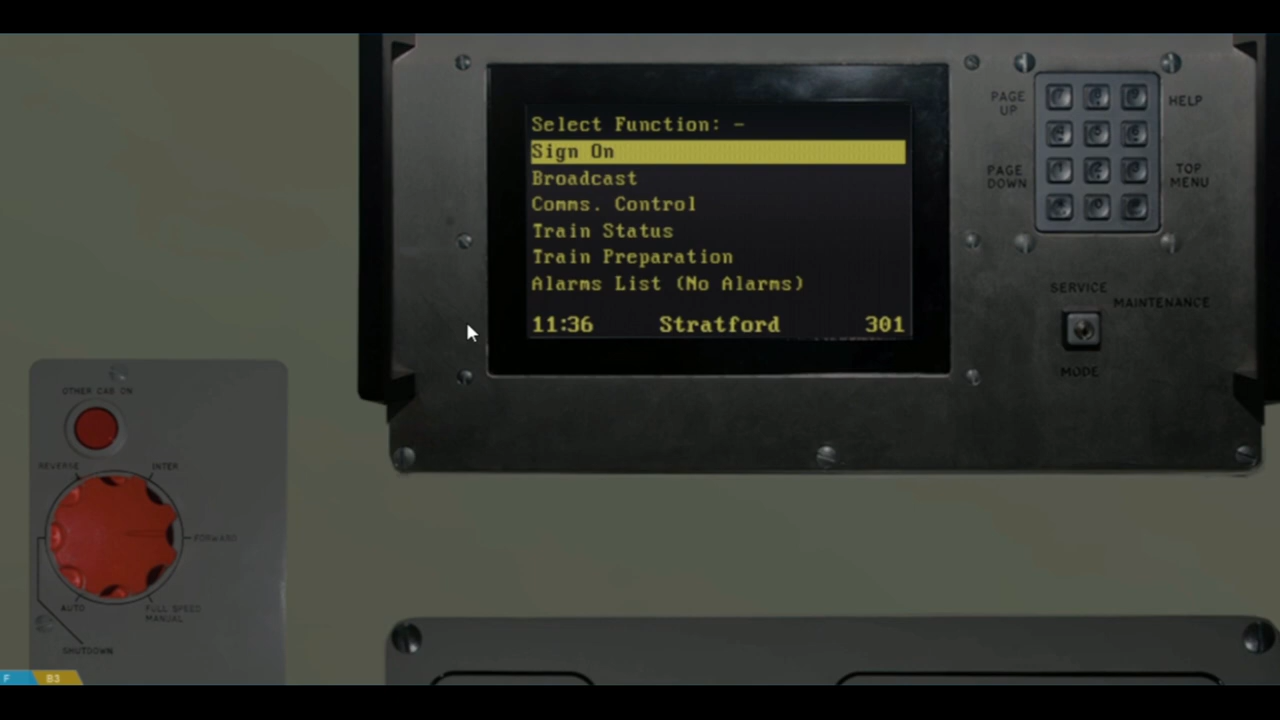 Select Function: -
Sign On
Broadcast
Comms. Control
Train Status
Train Preparation
Alarms List (No Alarms)
11:36 Stratford 301
PAGE UP
HELP
PAGE DOWN
TOP MENU
SERVICE
MAINTENANCE
MODE
OTHER CAB ON
REVERSE
INTER
FORWARD
AUTO
FULL SPEED MANUAL
SHUTDOWN
F B3